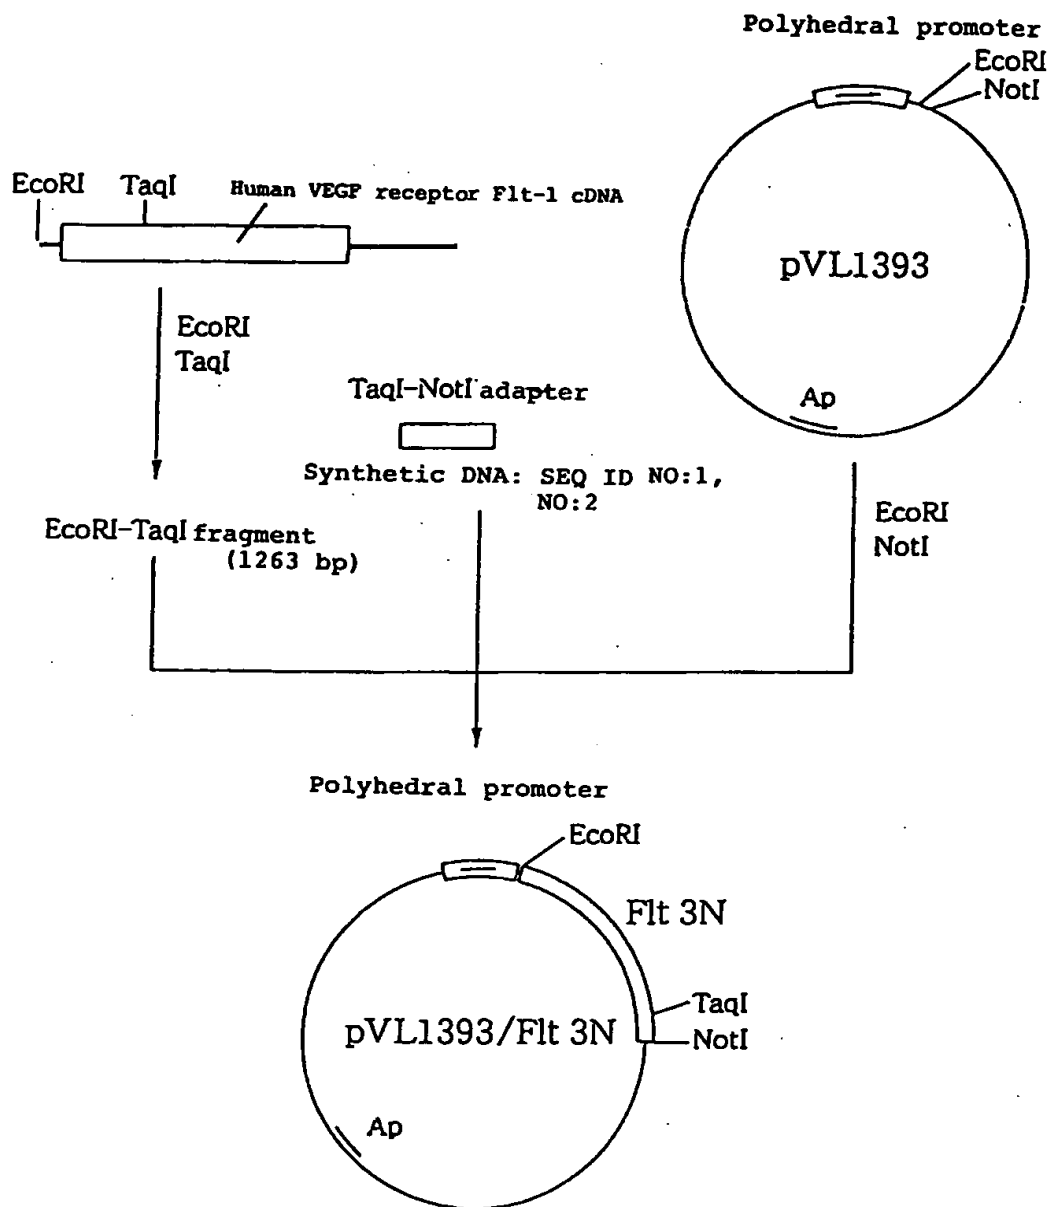 Polyhedral promoter
EcoRI
NotI
EcoRI
TaqI
Human VEGF receptor Flt-1 cDNA
pVL1393
EcoRI
TaqI
TaqI-NotI adapter
Ap
Synthetic DNA: SEQ ID NO:1,
NO:2
EcoRI-TaqI fragment
(1263 bp)
EcoRI
NotI
Polyhedral promoter
EcoRI
Flt 3N
TaqI
pVL1393/Flt 3N
NotI
Ap